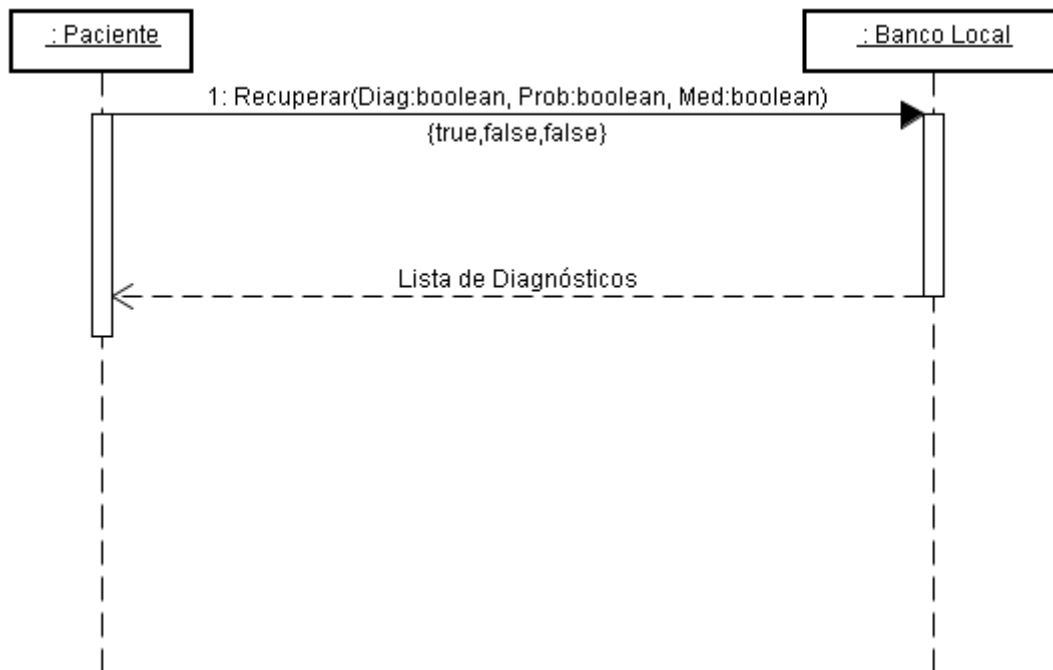 : Paciente
: Banco Local
1: Recuperar(Diag:boolean, Prob:boolean, Med:boolean)
{true,false,false}
Lista de Diagnósticos